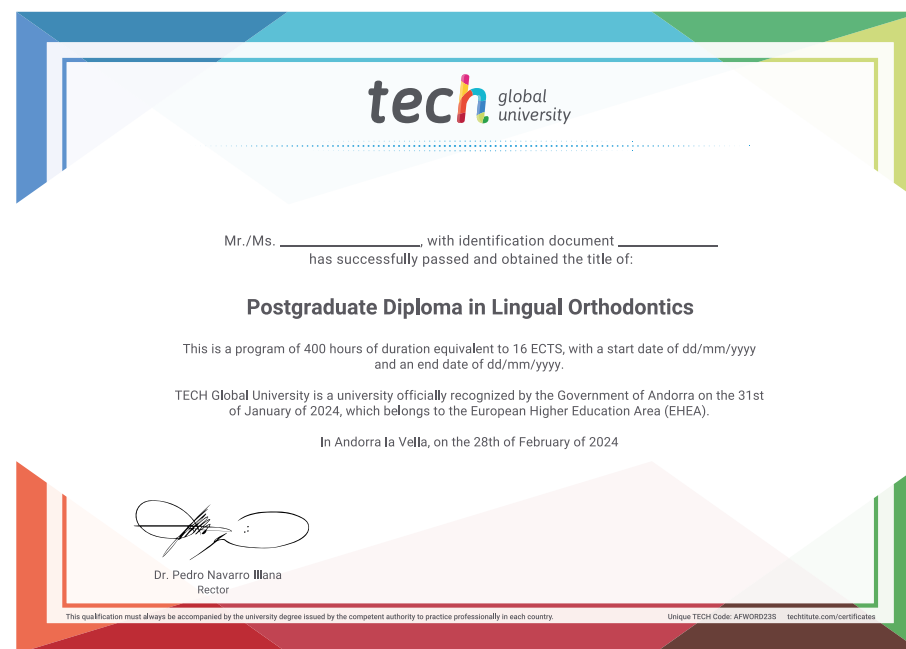 tech global university
Mr./Ms. ____________________, with identification document ______________
has successfully passed and obtained the title of:
Postgraduate Diploma in Lingual Orthodontics
This is a program of 400 hours of duration equivalent to 16 ECTS, with a start date of dd/mm/yyyy
and an end date of dd/mm/yyyy.
TECH Global University is a university officially recognized by the Government of Andorra on the 31st
of January of 2024, which belongs to the European Higher Education Area (EHEA).
In Andorra la Vella, on the 28th of February of 2024
Dr. Pedro Navarro Illana
Rector
This qualification must always be accompanied by the university degree issued by the competent authority to practice professionally in each country.
Unique TECH Code: AFWORD23S techtitute.com/certificates